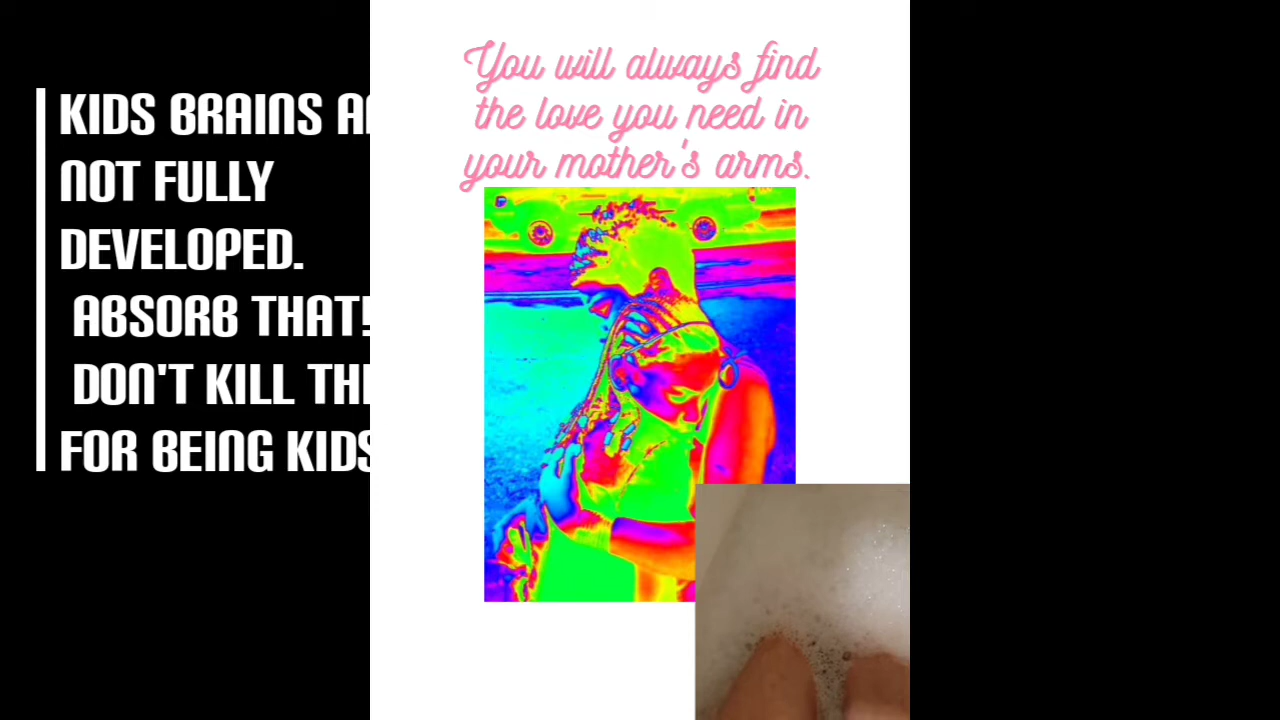 KIDS BRAINS
NOT FULLY
DEVELOPED.
ABSORB THAT!
DON'T KILL
FOR BEING KIDS
You will always find
the love you need in
your mother's arms.